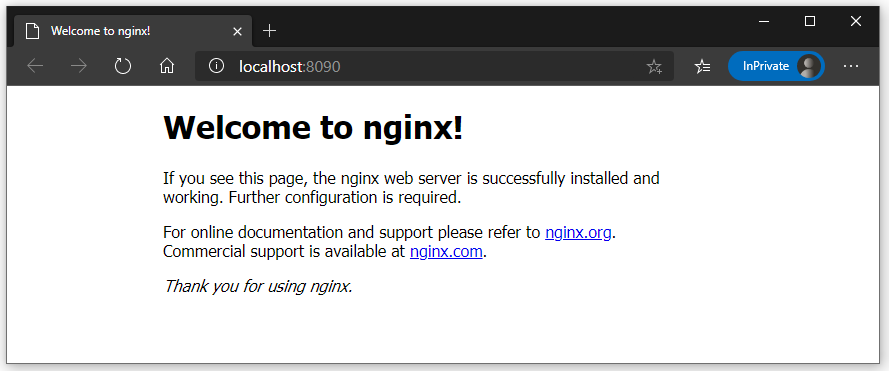 Welcome to nginx!
localhost:8090
InPrivate
Welcome to nginx!
If you see this page, the nginx web server is successfully installed and
working. Further configuration is required.
For online documentation and support please refer to nginx.org.
Commercial support is available at nginx.com.
Thank you for using nginx.